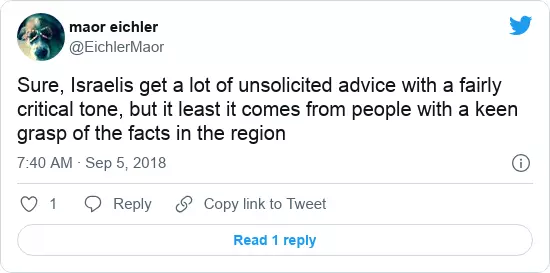 maor eichler
@EichlerMaor
Sure, Israelis get a lot of unsolicited advice with a fairly
critical tone, but it least it comes from people with a keen
grasp of the facts in the region
7:40 AM · Sep 5, 2018
1 Reply Copy link to Tweet
Read 1 reply